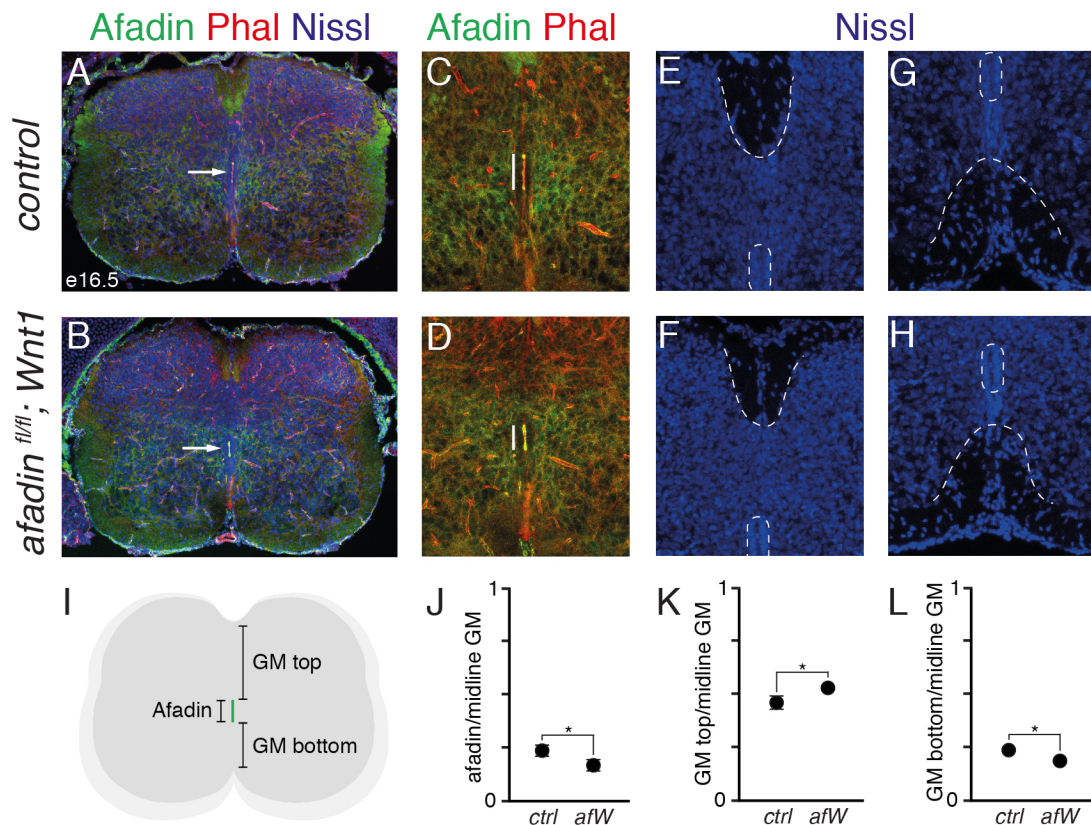 Afadin Phal Nissl
Afadin Phal
Nissl
control
A
C
E
G
e16.5
afadin fl/fl; Wnt1
B
D
F
H
I
GM top
Afadin
GM bottom
J
afadin/midline GM
1
*
0
ctrl afW
K
GM top/midline GM
1
*
0
ctrl afW
L
GM bottom/midline GM
1
*
0
ctrl afW